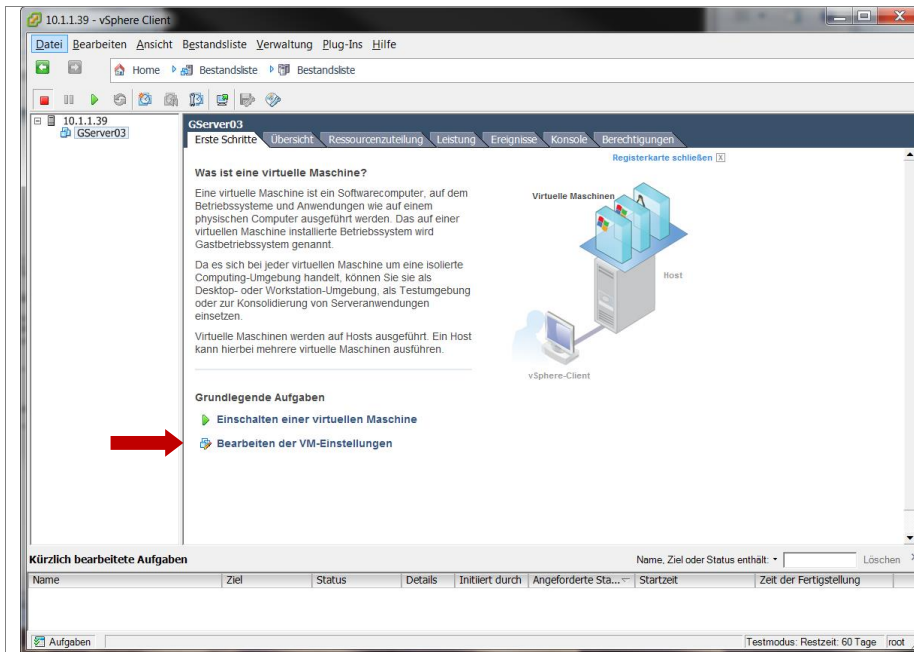 10.1.1.39 - vSphere Client
Datei Bearbeiten Ansicht Bestandsliste Verwaltung Plug-Ins Hilfe
Home Bestandsliste Bestandsliste
10.1.1.39
GServer03
GServer03
Erste Schritte Übersicht Ressourcenzuteilung Leistung Ereignisse Konsole Berechtigungen
Registerkarte schließen X
Was ist eine virtuelle Maschine?
Eine virtuelle Maschine ist ein Softwarecomputer, auf dem
Betriebssysteme und Anwendungen wie auf einem
physischen Computer ausgeführt werden. Das auf einer
virtuellen Maschine installierte Betriebssystem wird
Gastbetriebssystem genannt.
Da es sich bei jeder virtuellen Maschine um eine isolierte
Computing-Umgebung handelt, können Sie sie als
Desktop- oder Workstation-Umgebung, als Testumgebung
oder zur Konsolidierung von Serveranwendungen
einsetzen.
Virtuelle Maschinen werden auf Hosts ausgeführt. Ein Host
kann hierbei mehrere virtuelle Maschinen ausführen.
Virtuelle Maschinen
Host
vSphere-Client
Grundlegende Aufgaben
Einschalten einer virtuellen Maschine
Bearbeiten der VM-Einstellungen
Kürzlich bearbeitete Aufgaben
Name, Ziel oder Status enthält: Löschen
Name Ziel Status Details Initiiert durch Angeforderte Sta... Startzeit Zeit der Fertigstellung
Aufgaben
Testmodus: Restzeit: 60 Tage root